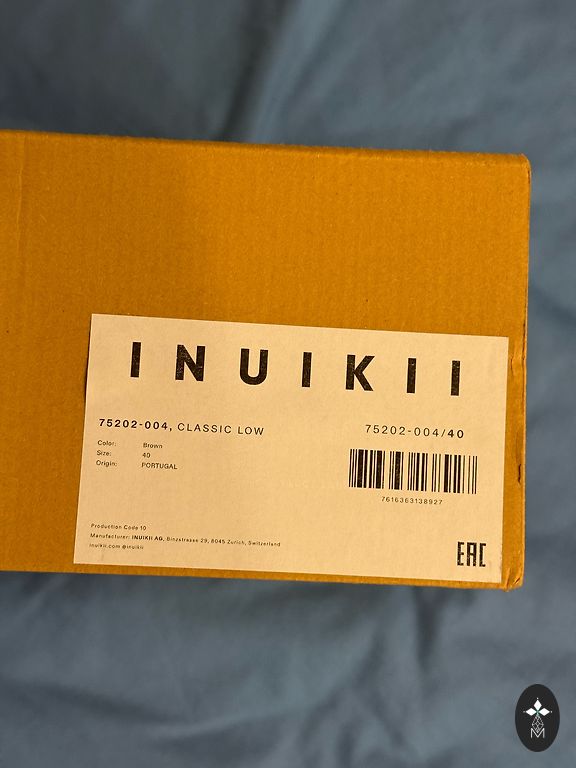 INUIKII
75202-004, CLASSIC LOW
Color: Brown
Size: 40
Origin: PORTUGAL
75202-004/40
7616363138927
Production Code 10
Manufacturer: INUIKII AG, Binzstrasse 29, 8045 Zurich, Switzerland
inuikii.com @inuikii
EAC
M